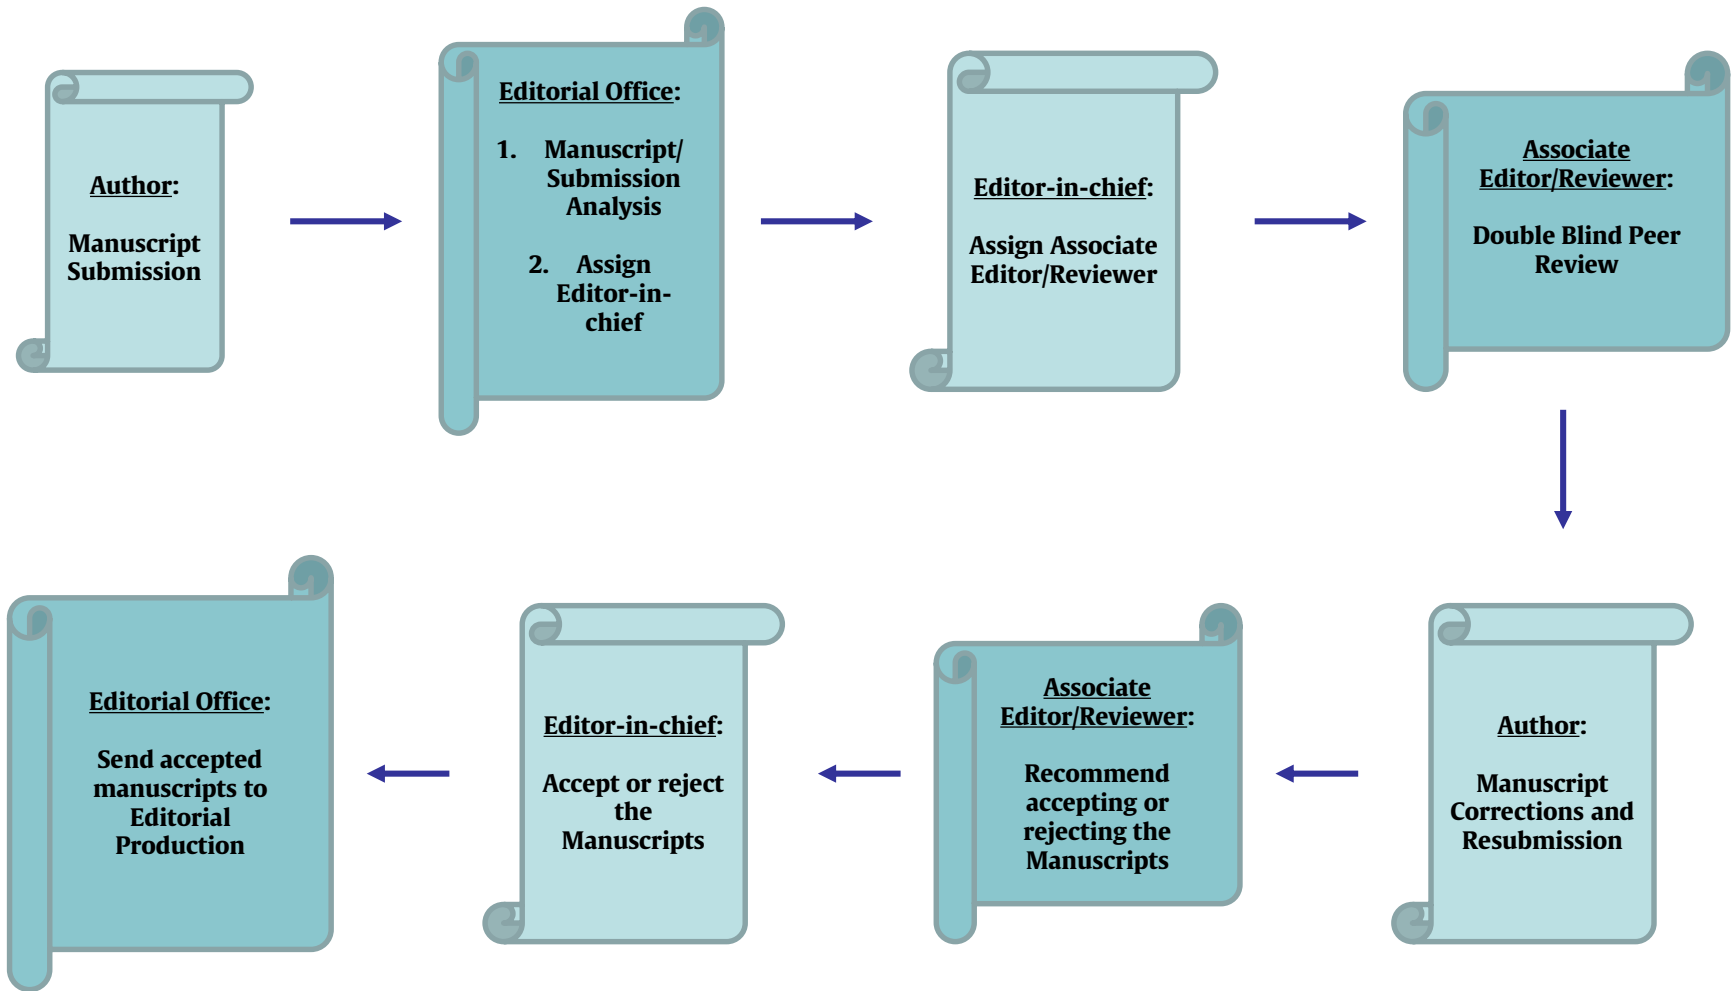 Author:
Manuscript
Submission
Editorial Office:
1. Manuscript/
Submission
Analysis
2. Assign
Editor-in-
chief
Editor-in-chief:
Assign Associate
Editor/Reviewer
Associate
Editor/Reviewer:
Double Blind Peer
Review
Author:
Manuscript
Corrections and
Resubmission
Associate
Editor/Reviewer:
Recommend
accepting or
rejecting the
Manuscripts
Editor-in-chief:
Accept or reject
the
Manuscripts
Editorial Office:
Send accepted
manuscripts to
Editorial
Production